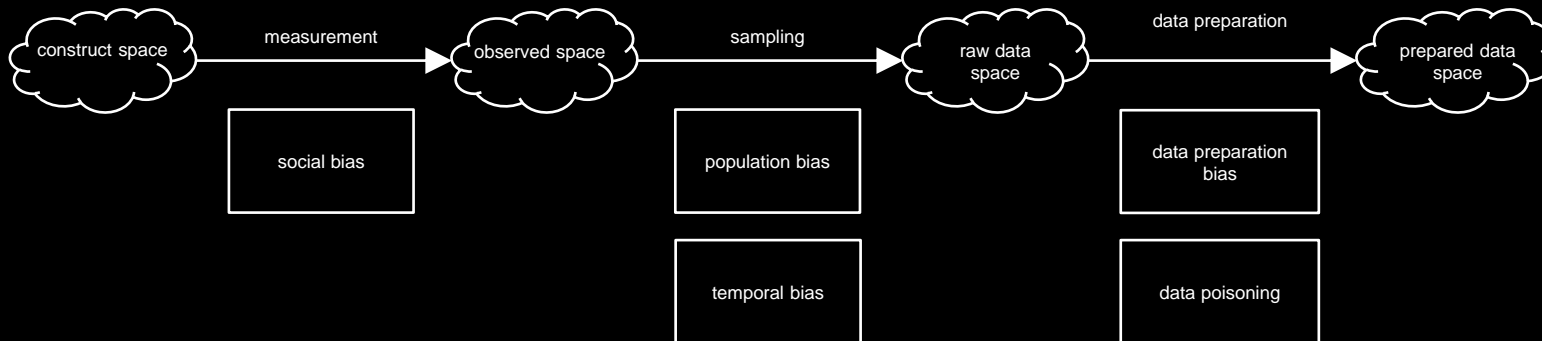 construct space
measurement
observed space
sampling
raw data
space
data preparation
prepared data
space
social bias
population bias
data preparation
bias
temporal bias
data poisoning